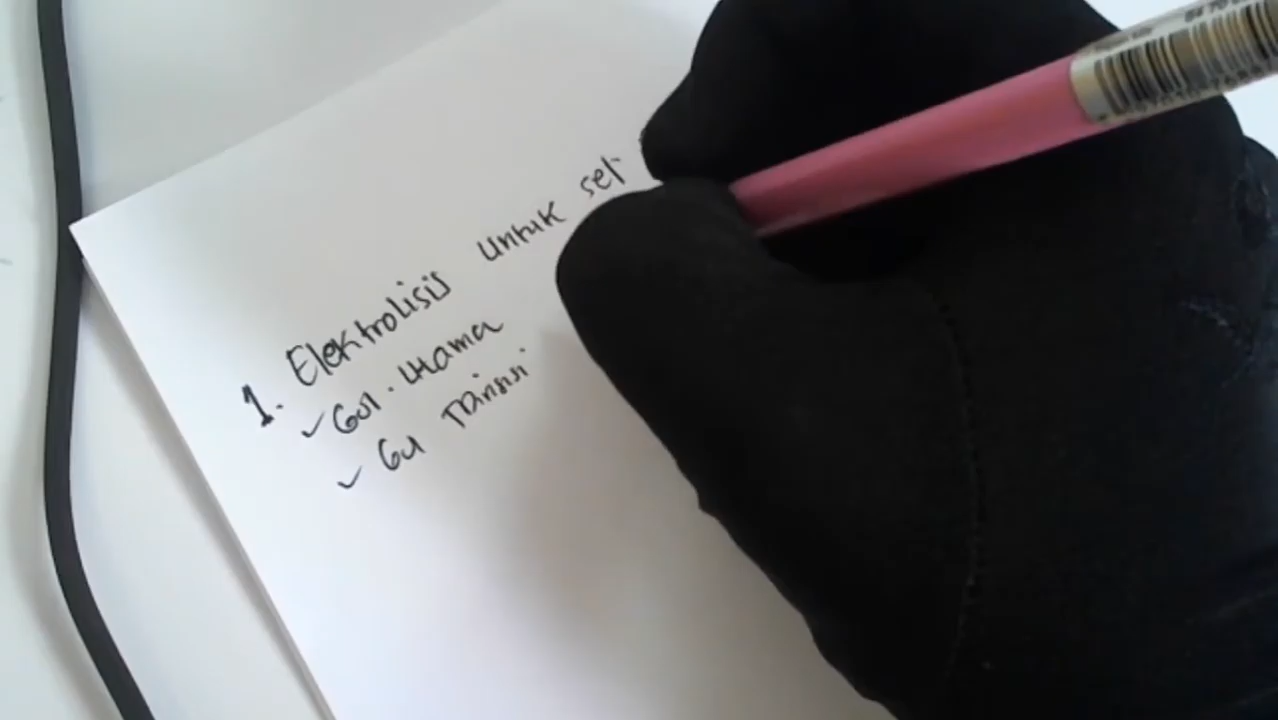 1. Elektrolisis untuk sel
✓ Gol. Utama
✓ Gol Transisi